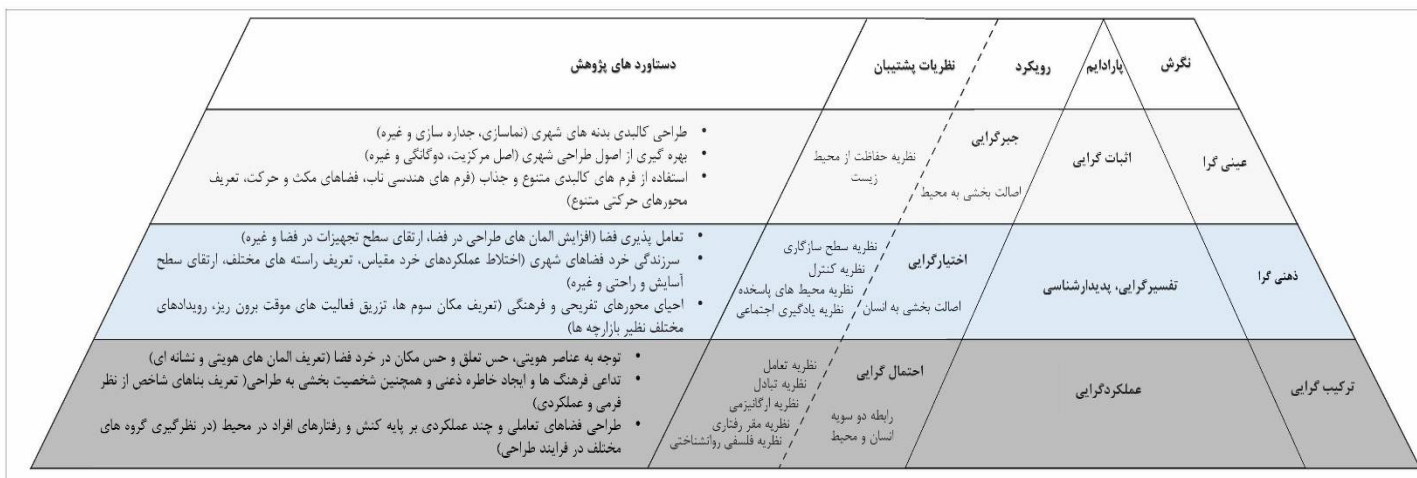 نگرش
پارادایم
رویکرد
نظریات پشتیبان
دستاورد های پژوهش
عینی گرا
اثبات گرایی
جبرگرایی
اصالت بخشی به محیط
نظریه حفاظت از محیط
زیست
• طراحی کالبدی بدنه های شهری (نماسازی، جداره سازی و غیره)
• بهره گیری از اصول طراحی شهری (اصل مرکزیت، دوگانگی و غیره)
• استفاده از فرم های کالبدی متنوع و جذاب (فرم های هندسی ناب، فضاهای مکث و حرکت، تعریف
محورهای حرکتی متنوع)
ذهنی گرا
تفسیرگرایی، پدیدارشناسی
اختیارگرایی
اصالت بخشی به انسان
نظریه سطح سازگاری
نظریه کنترل
نظریه محیط های پاسخده
نظریه یادگیری اجتماعی
• تعامل پذیری فضا (افزایش المان های طراحی در فضا، ارتقای سطح تجهیزات در فضا و غیره)
• سرزندگی خرد فضاهای شهری (اختلاط عملکردهای خرد مقیاس، تعریف راسته های مختلف، ارتقای سطح
آسایش و راحتی و غیره)
• احیای محورهای تفریحی و فرهنگی (تعریف مکان سوم ها، تزریق فعالیت های موقت برون ریز، رویدادهای
مختلف نظیر بازارچه ها)
ترکیب گرایی
عملکردگرایی
احتمال گرایی
رابطه دو سویه
انسان و محیط
نظریه تعامل
نظریه تبادل
نظریه ارگانیزمی
نظریه مقر رفتاری
نظریه فلسفی روانشناختی
• توجه به عناصر هویتی، حس تعلق و حس مکان در خرد فضا (تعریف المان های هویتی و نشانه ای)
• تداعی فرهنگ ها و ایجاد خاطره ذعنی و همچنین شخصیت بخشی به طراحی( تعریف بناهای شاخص از نظر
فرمی و عملکردی)
• طراحی فضاهای تعاملی و چند عملکردی بر پایه کنش و رفتارهای افراد در محیط (در نظرگیری گروه های
مختلف در فرایند طراحی)